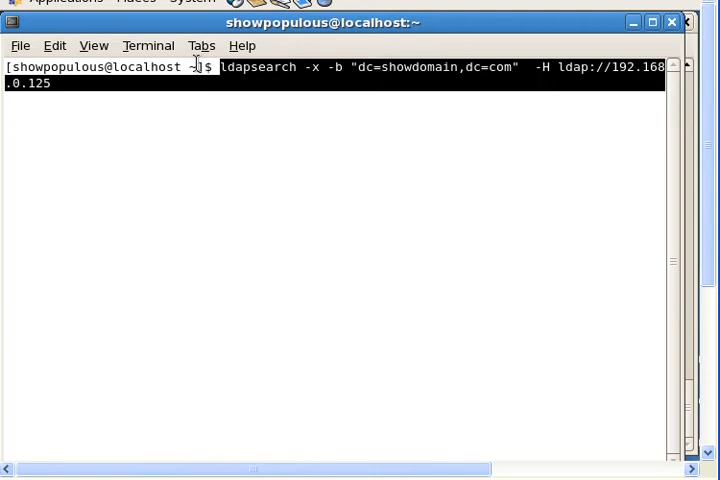 Applications Places System
showpopulous@localhost:~
File Edit View Terminal Tabs Help
[showpopulous@localhost ~]$ ldapsearch -x -b "dc=showdomain,dc=com"  -H ldap://192.168
.0.125